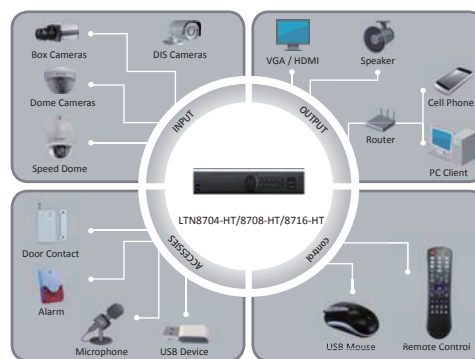 Box Cameras
DIS Cameras
Dome Cameras
Speed Dome
INPUT
VGA / HDMI
Speaker
Cell Phone
Router
PC Client
OUTPUT
LTN8704-HT/8708-HT/8716-HT
Door Contact
Alarm
Microphone
USB Device
ACCESSIES
control
USB Mouse
Remote Control